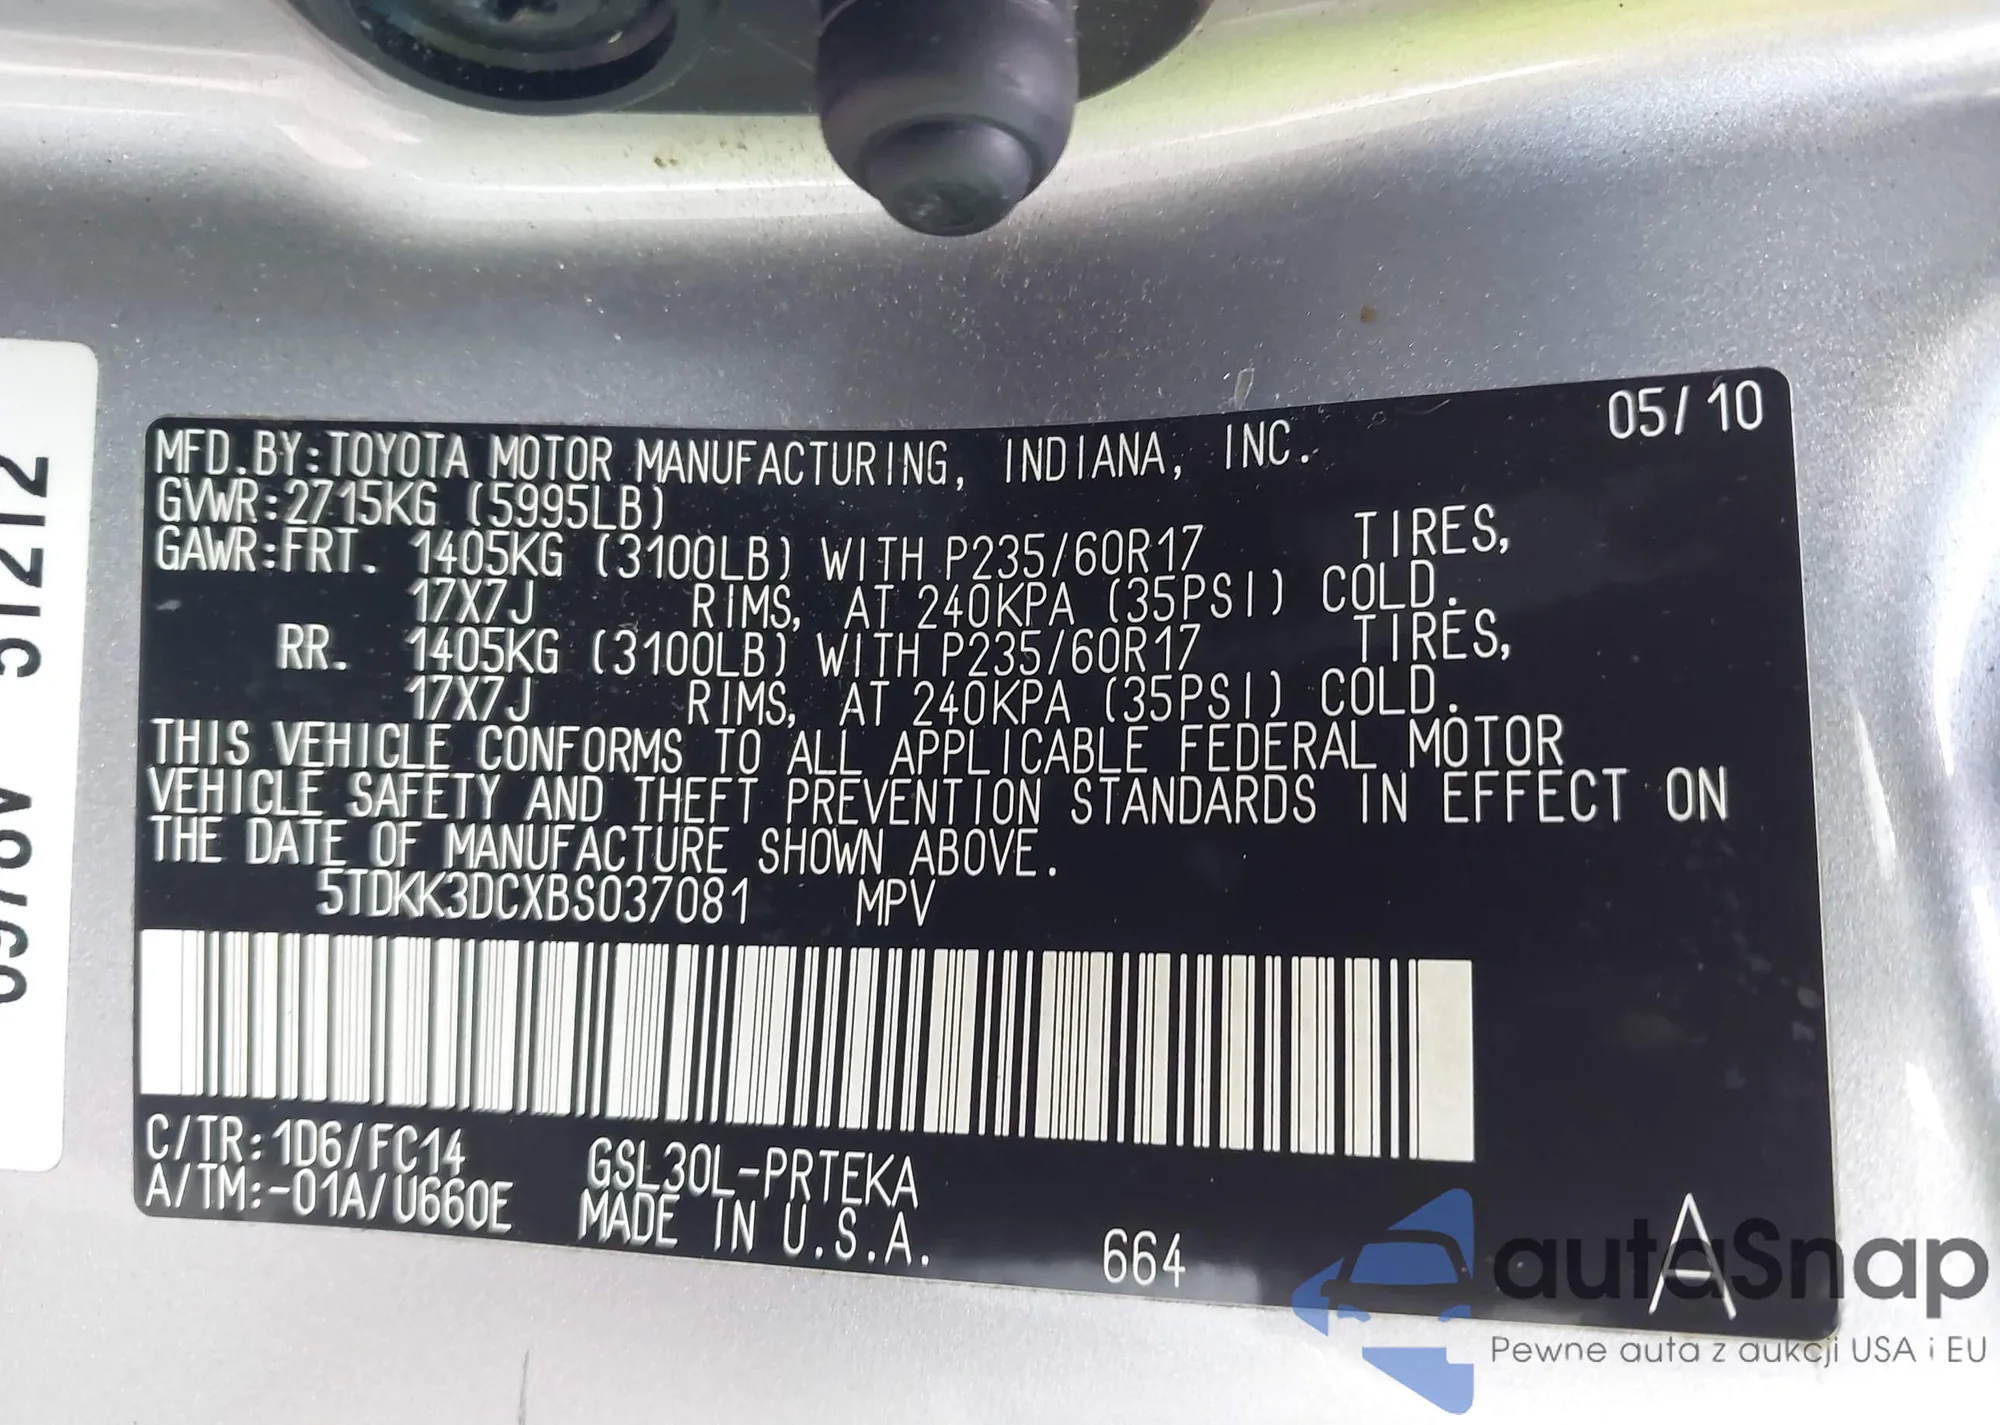 05/10
MFD.BY:TOYOTA MOTOR MANUFACTURING, INDIANA, INC.
GVWR:2715KG (5995LB)
GAWR:FRT. 1405KG (3100LB) WITH P235/60R17 TIRES,
17X7J RIMS, AT 240KPA (35PSI) COLD.
RR. 1405KG (3100LB) WITH P235/60R17 TIRES,
17X7J RIMS, AT 240KPA (35PSI) COLD.
THIS VEHICLE CONFORMS TO ALL APPLICABLE FEDERAL MOTOR
VEHICLE SAFETY AND THEFT PREVENTION STANDARDS IN EFFECT ON
THE DATE OF MANUFACTURE SHOWN ABOVE.
5TDKK3DCXBS037081 MPV
C/TR:1D6/FC14 GSL30L-PRTEKA
A/TM:-01A/U660E MADE IN U.S.A. 664 A
autoSnap
Pewne auta z aukcji USA i EU